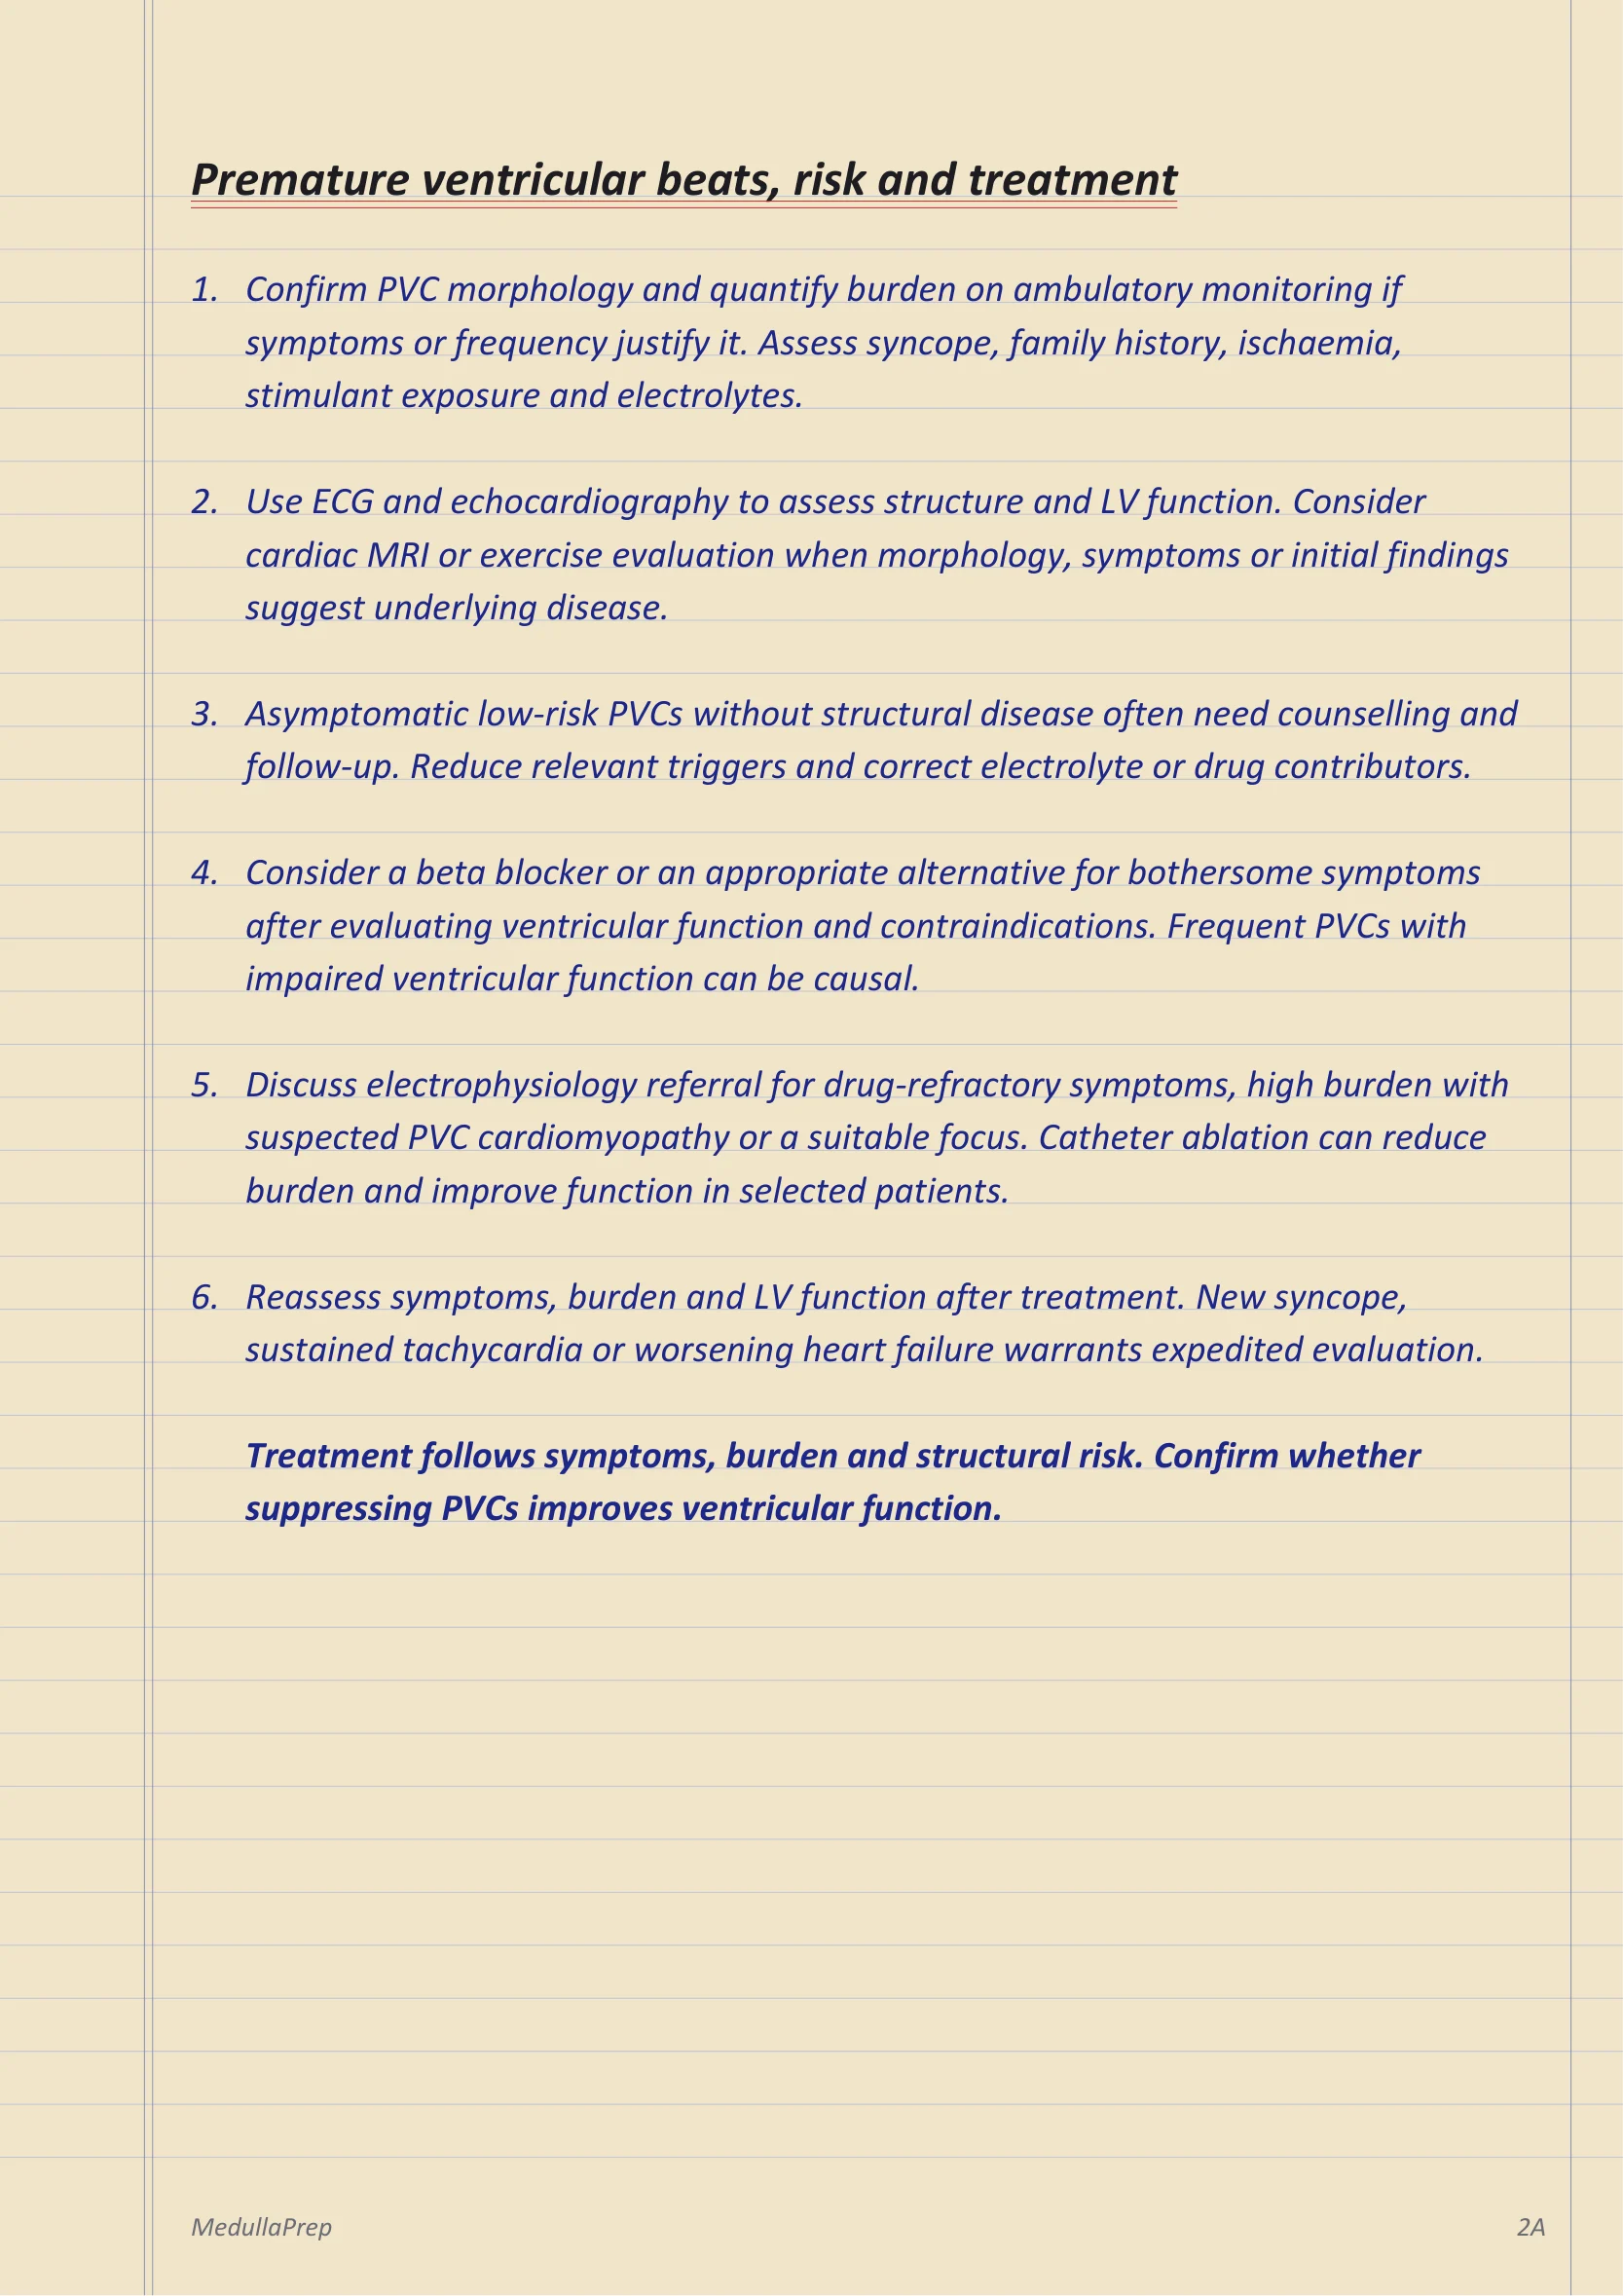 Premature ventricular beats, risk and treatment
1. Confirm PVC morphology and quantify burden on ambulatory monitoring if
symptoms or frequency justify it. Assess syncope, family history, ischaemia,
stimulant exposure and electrolytes.
2. Use ECG and echocardiography to assess structure and LV function. Consider
cardiac MRI or exercise evaluation when morphology, symptoms or initial findings
suggest underlying disease.
3. Asymptomatic low-risk PVCs without structural disease often need counselling and
follow-up. Reduce relevant triggers and correct electrolyte or drug contributors.
4. Consider a beta blocker or an appropriate alternative for bothersome symptoms
after evaluating ventricular function and contraindications. Frequent PVCs with
impaired ventricular function can be causal.
5. Discuss electrophysiology referral for drug-refractory symptoms, high burden with
suspected PVC cardiomyopathy or a suitable focus. Catheter ablation can reduce
burden and improve function in selected patients.
6. Reassess symptoms, burden and LV function after treatment. New syncope,
sustained tachycardia or worsening heart failure warrants expedited evaluation.
Treatment follows symptoms, burden and structural risk. Confirm whether
suppressing PVCs improves ventricular function.
MedullaPrep
2A